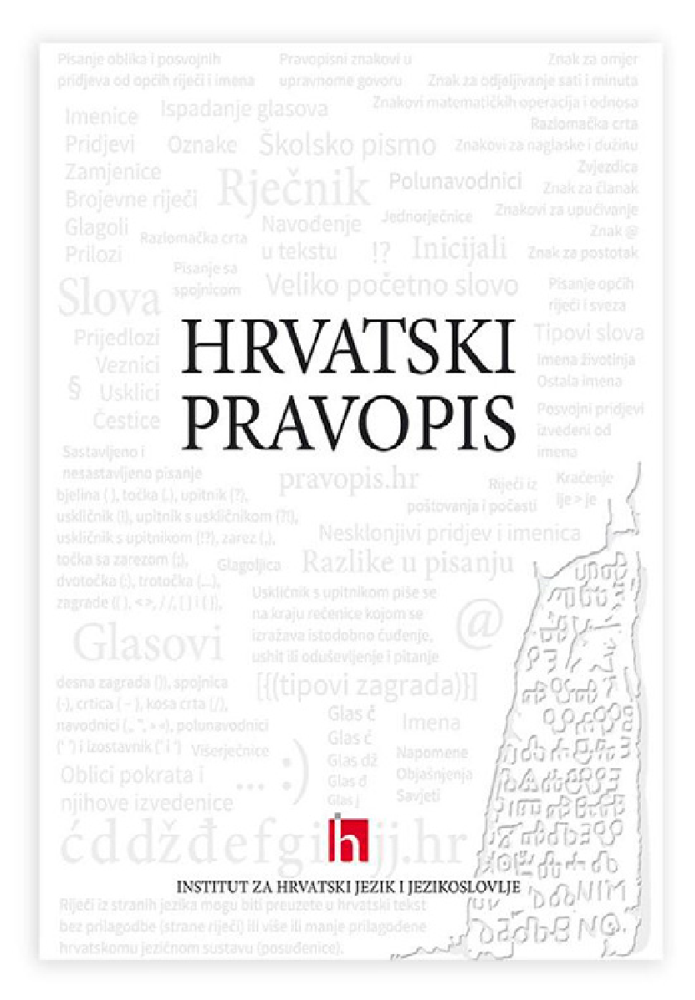 Pisanje oblika i posvojnih
pridjeva od općih riječi i imena
Pravopisni znakovi u
upravnome govoru
Znak za omjer
Znak za odjeljivanje sati i minuta
Znakovi matematičkih operacija i odnosa
Razlomačka crta
Znakovi za naglaske i dužinu
Zvjezdica
Znak za članak
Znakovi za upućivanje
Znak @
Znak za postotak
Imenice
Pridjevi
Zamjenice
Brojevne riječi
Glagoli
Prilozi
Ispadanje glasova
Oznake
Školsko pismo
Rječnik
Polunavodnici
Razlomačka crta
Navođenje
u tekstu
Jednorječnice
!?
Inicijali
Pisanje sa
spojnicom
Veliko početno slovo
Pisanje općih
riječi i sveza
Slova
Tipovi slova
Prijedlozi
Veznici
§ Usklici
Čestice
Imena životinja
Ostala imena
Posvojni pridjevi
izvedeni od
imena
HRVATSKI
PRAVOPIS
Sastavljeno i
nesastavljeno pisanje
pravopis.hr
Riječi iz
poštovanja i počasti
Kraćenje
ije > je
bjelina ( ), točka (.), upitnik (?),
uskličnik (!), upitnik s uskličnikom (?!),
uskličnik s upitnikom (!?), zarez (,),
točka sa zarezom (;),
dvotočka (:), trotočka (...),
zagrade (( ), < >, / /, [ ] i { }),
Nesklonjivi pridjev i imenica
Glagoljica
Razlike u pisanju
Uskličnik s upitnikom piše se
na kraju rečenice kojom se
izražava istodobno čuđenje,
ushit ili oduševljenje i pitanje
@
Glasovi
desna zagrada ()), spojnica
(-), crtica ( – ), kosa crta (/),
navodnici („ ”, » «), polunavodnici
(‘ ’) i izostavnik (’ i ')
[{(tipovi zagrada)}]
Glas č
Glas ć
Glas dž
Glas đ
Glas j
Imena
Napomene
Objašnjenja
Savjeti
Višerječnice
Oblici pokrata i
njihove izvedenice
... :)
ćddždefgi jj.hr
h
INSTITUT ZA HRVATSKI JEZIK I JEZIKOSLOVLJE
Riječi iz stranih jezika mogu biti preuzete u hrvatski tekst
bez prilagodbe (strane riječi) ili više ili manje prilagođene
hrvatskomu jezičnom sustavu (posuđenice).